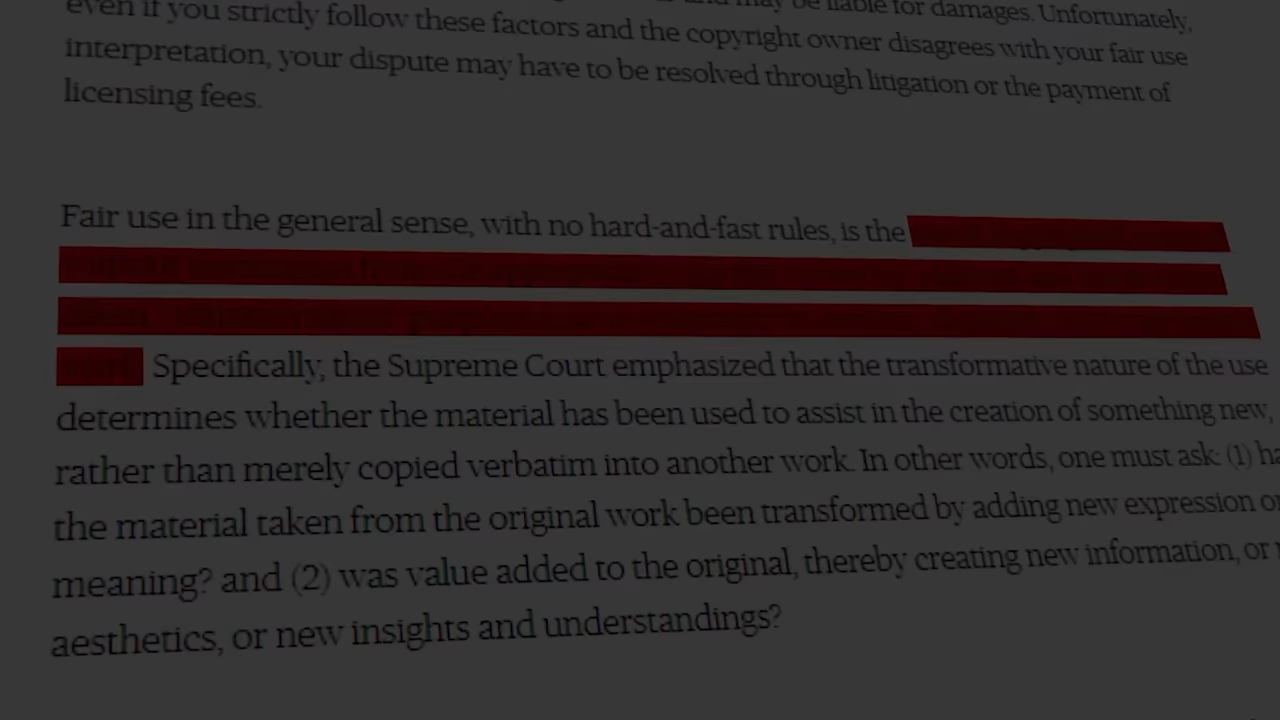 even if you strictly follow these factors and the copyright owner disagrees with your fair use
may be liable for damages. Unfortunately,
interpretation, your dispute may have to be resolved through litigation or the payment of
licensing fees.
Fair use in the general sense, with no hard-and-fast rules, is the
Specifically, the Supreme Court emphasized that the transformative nature of the use
determines whether the material has been used to assist in the creation of something new,
rather than merely copied verbatim into another work. In other words, one must ask: (1)
the material taken from the original work been transformed by adding new expression
meaning? and (2) was value added to the original, thereby creating new information, or
aesthetics, or new insights and understandings?